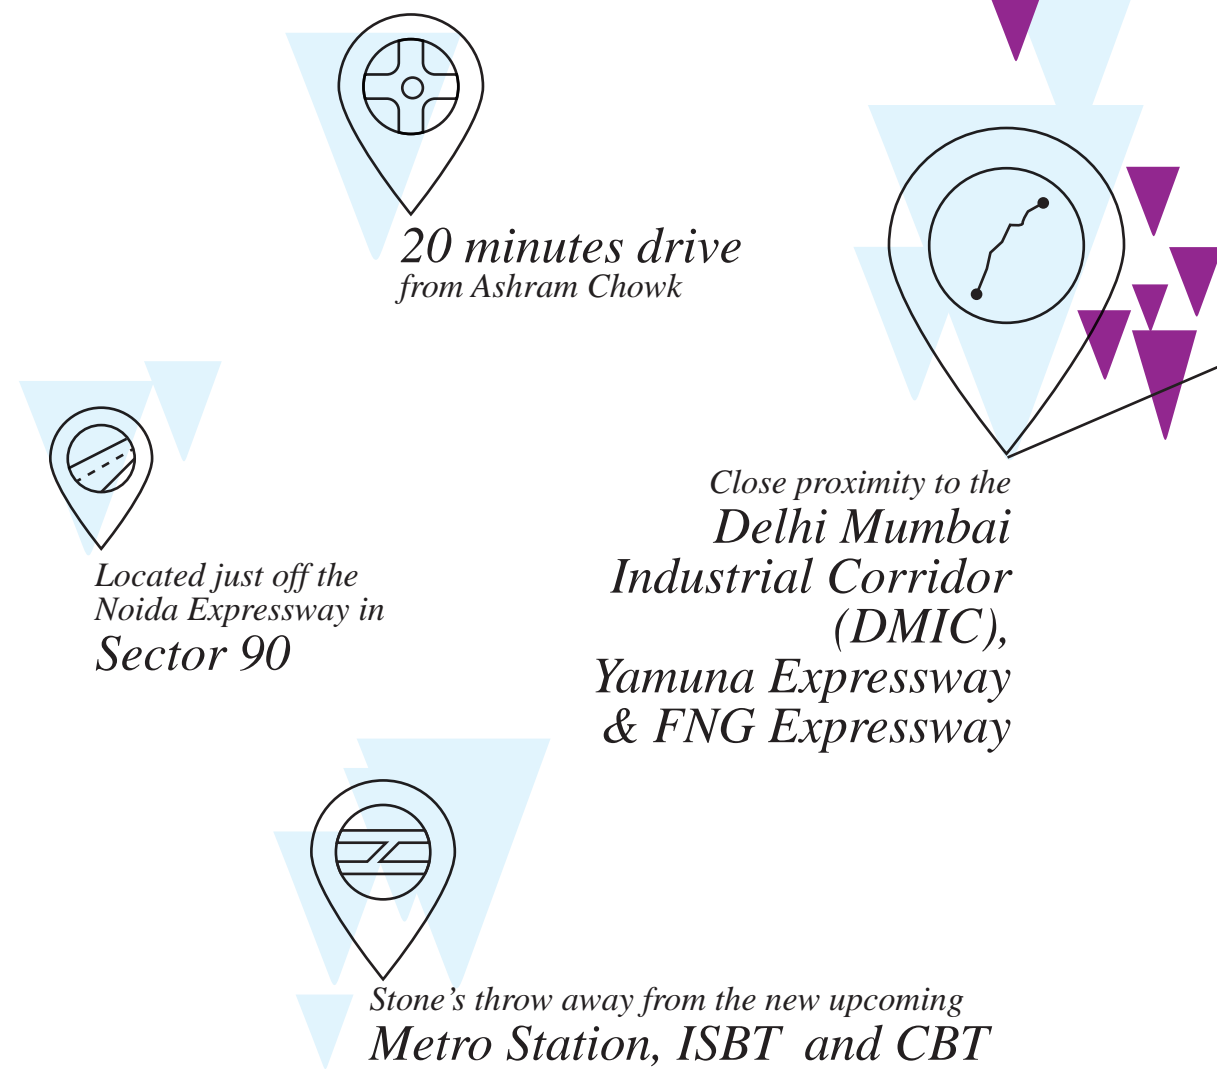 20 minutes drive
from Ashram Chowk
Located just off the
Noida Expressway in
Sector 90
Close proximity to the
Delhi Mumbai
Industrial Corridor
(DMIC),
Yamuna Expressway
& FNG Expressway
Stone's throw away from the new upcoming
Metro Station, ISBT and CBT